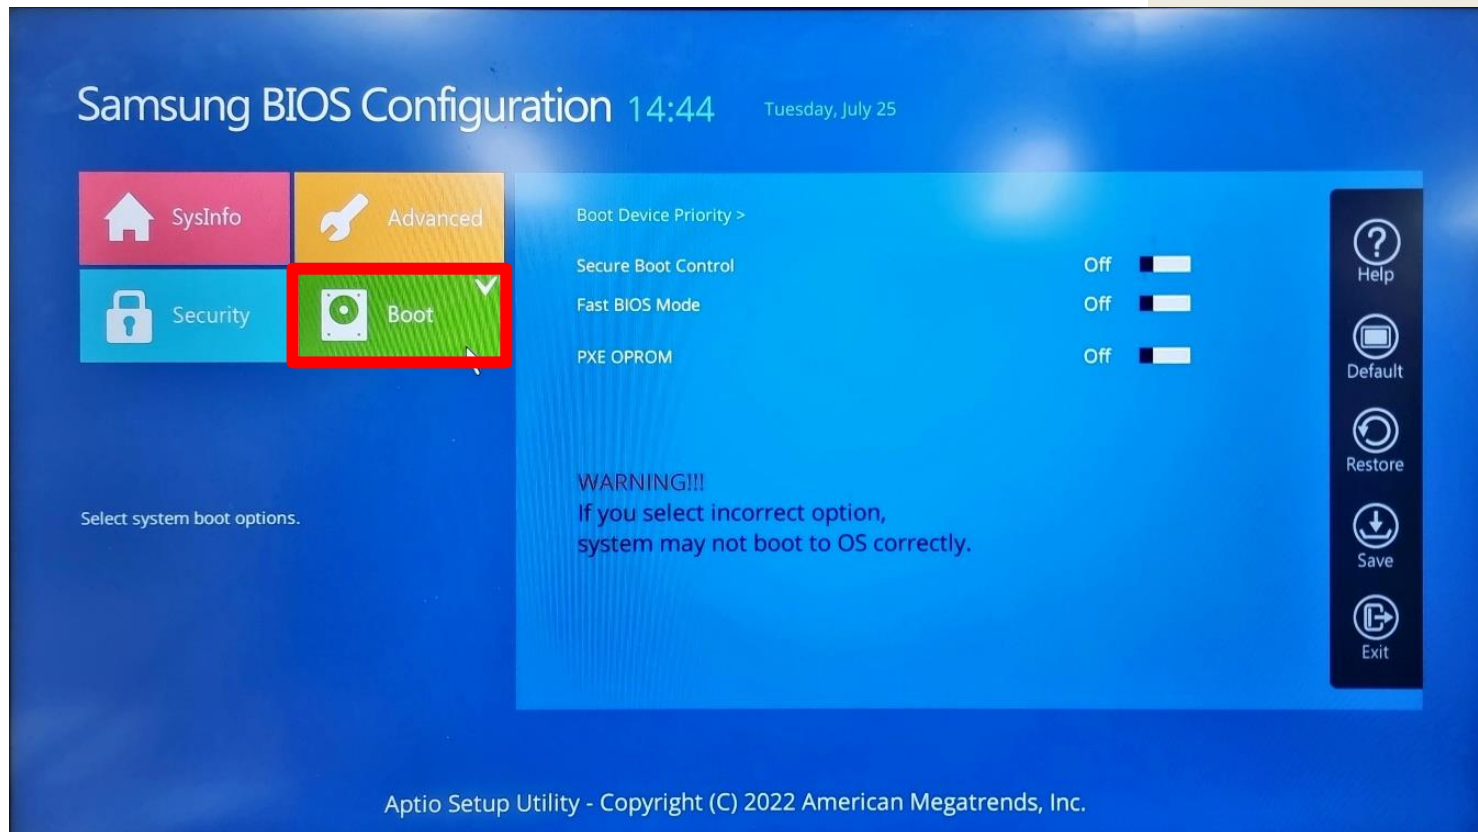 Samsung BIOS Configuration 14:44 Tuesday, July 25
SysInfo
Advanced
Security
Boot
Select system boot options.
Boot Device Priority >
Secure Boot Control Off
Fast BIOS Mode Off
PXE OPROM Off
WARNING!!!
If you select incorrect option,
system may not boot to OS correctly.
Help
Default
Restore
Save
Exit
Aptio Setup Utility - Copyright (C) 2022 American Megatrends, Inc.